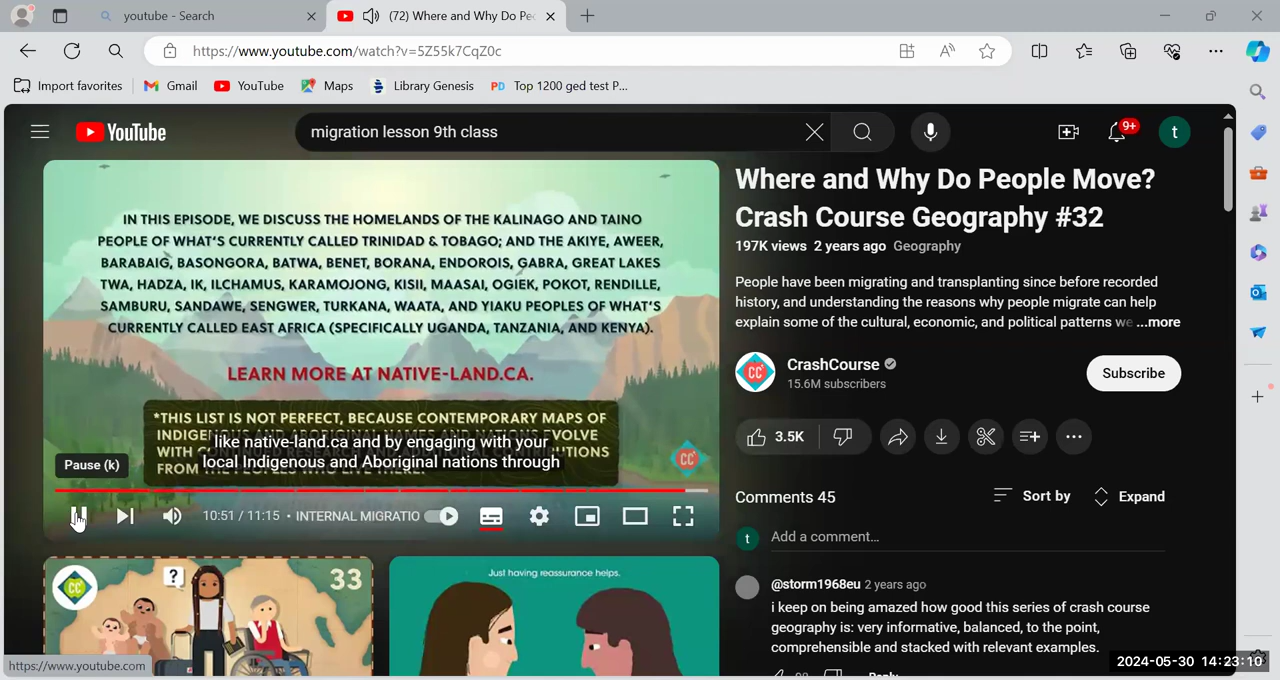 youtube - Search
(72) Where and Why Do Pe
https://www.youtube.com/watch?v=5Z55k7CqZ0c
Import favorites
Gmail
YouTube
Maps
Library Genesis
PD Top 1200 ged test P...
YouTube
migration lesson 9th class
9+
t
IN THIS EPISODE, WE DISCUSS THE HOMELANDS OF THE KALINAGO AND TAINO
PEOPLE OF WHAT'S CURRENTLY CALLED TRINIDAD & TOBAGO; AND THE AKIYE, AWEER,
BARABAIG, BASONGORA, BATWA, BENET, BORANA, ENDOROIS, GABRA, GREAT LAKES
TWA, HADZA, IK, ILCHAMUS, KARAMOJONG, KISII, MAASAI, OGIEK, POKOT, RENDILLE,
SAMBURU, SANDAWE, SENGWER, TURKANA, WAATA, AND YIAKU PEOPLES OF WHAT'S
CURRENTLY CALLED EAST AFRICA (SPECIFICALLY UGANDA, TANZANIA, AND KENYA).
LEARN MORE AT NATIVE-LAND.CA.
*THIS LIST IS NOT PERFECT, BECAUSE CONTEMPORARY MAPS OF
like native-land.ca and by engaging with your
local Indigenous and Aboriginal nations through
CC
Pause (k)
10:51 / 11:15 • INTERNAL MIGRATIO
Where and Why Do People Move?
Crash Course Geography #32
197K views 2 years ago Geography
People have been migrating and transplanting since before recorded
history, and understanding the reasons why people migrate can help
explain some of the cultural, economic, and political patterns we ...more
CC
CrashCourse
15.6M subscribers
Subscribe
3.5K
Comments 45
Sort by
Expand
t
Add a comment...
@storm1968eu 2 years ago
i keep on being amazed how good this series of crash course
geography is: very informative, balanced, to the point,
comprehensible and stacked with relevant examples.
Reply
CC
?
33
Just having reassurance helps.
https://www.youtube.com
2024-05-30 14:23:10